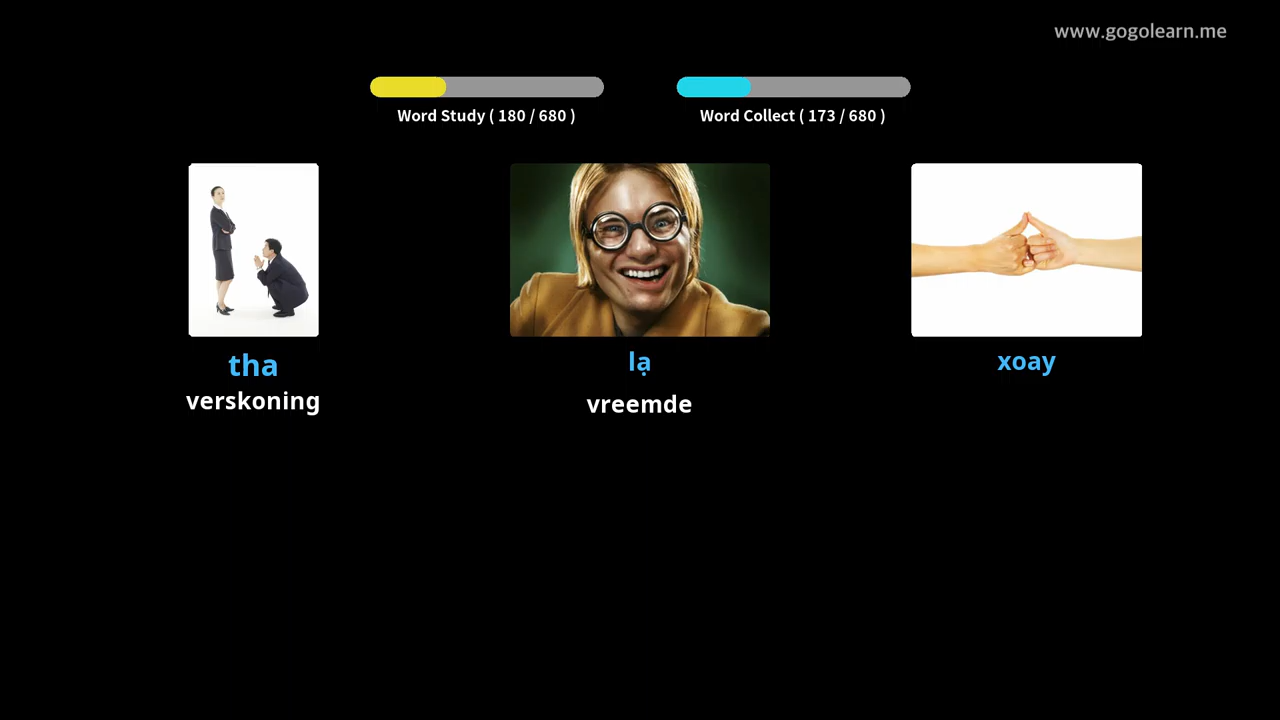 www.gogolearn.me
Word Study ( 180 / 680 )
Word Collect ( 173 / 680 )
tha
verskoning
lạ
vreemde
xoay